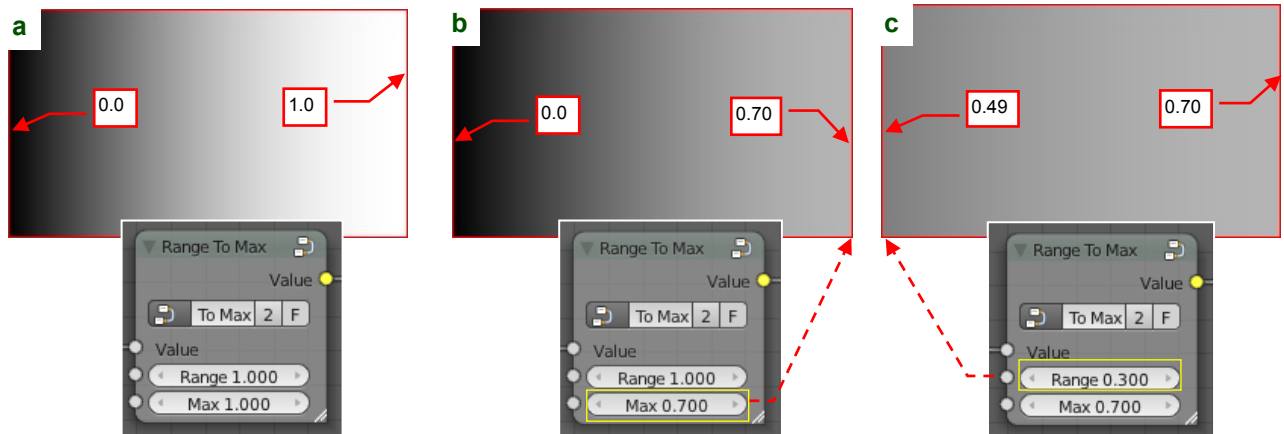 a
0.0
1.0
Range To Max
Value
To Max 2 F
Value
Range 1.000
Max 1.000
b
0.0
0.70
Range To Max
Value
To Max 2 F
Value
Range 1.000
Max 0.700
c
0.49
0.70
Range To Max
Value
To Max 2 F
Value
Range 0.300
Max 0.700